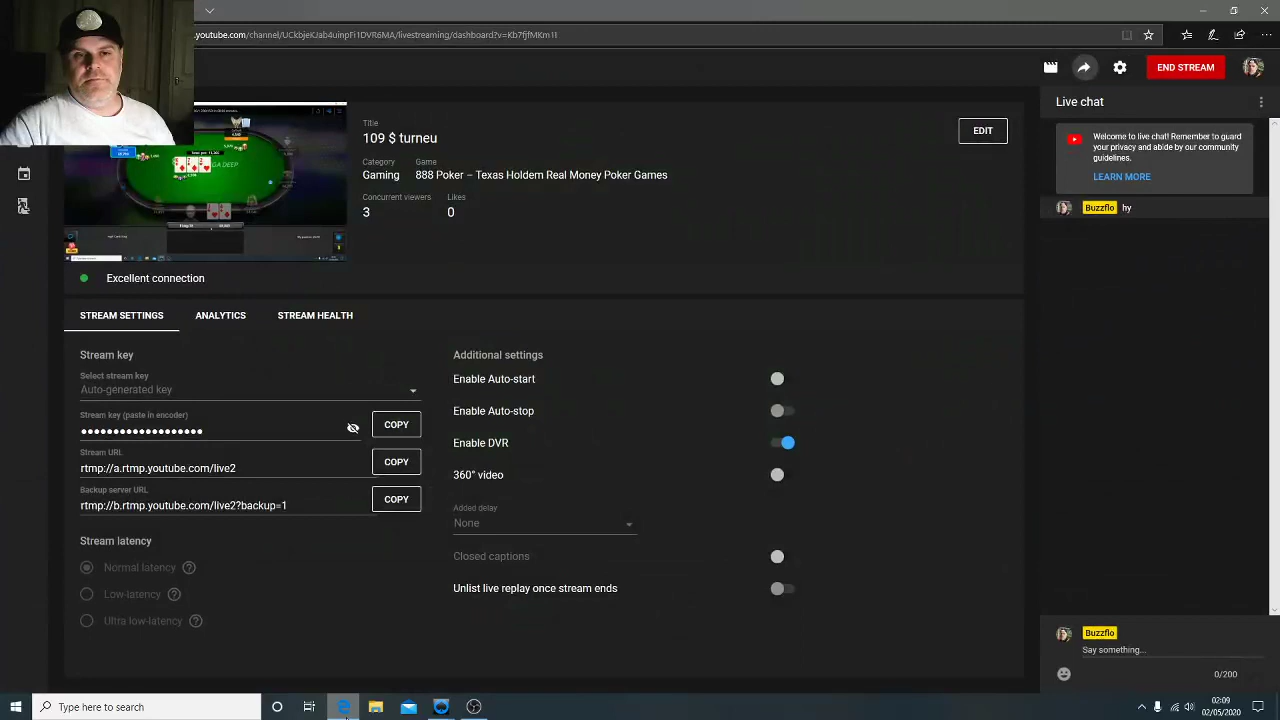 youtube.com/channel/UCkbjeKJab4uinpFi1DVR6MA/livestreaming/dashboard?v=Kb7fjfMKm1I
END STREAM
Title
109 $ turneu
EDIT
Category Game
Gaming 888 Poker – Texas Holdem Real Money Poker Games
Concurrent viewers Likes
3 0
GA DEEP
Excellent connection
STREAM SETTINGS ANALYTICS STREAM HEALTH
Stream key
Select stream key
Auto-generated key
Stream key (paste in encoder)
●●●●●●●●●●●●●●●●●●●
COPY
Stream URL
rtmp://a.rtmp.youtube.com/live2
COPY
Backup server URL
rtmp://b.rtmp.youtube.com/live2?backup=1
COPY
Stream latency
Normal latency
Low-latency
Ultra low-latency
Additional settings
Enable Auto-start
Enable Auto-stop
Enable DVR
360° video
Added delay
None
Closed captions
Unlist live replay once stream ends
Live chat
Welcome to live chat! Remember to guard
your privacy and abide by our community
guidelines.
LEARN MORE
Buzzflo hy
Buzzflo
Say something...
0/200
Type here to search
02:09
02/05/2020